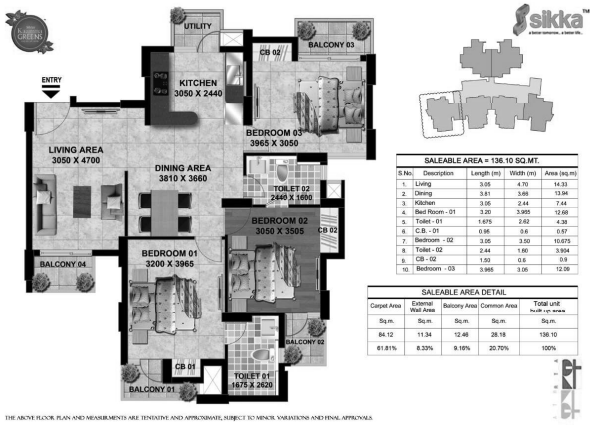 GREENS
sikka TM
a better tomorrow.. a better life..
UTILITY
BALCONY 03
CB 02
KITCHEN
3050 X 2440
ENTRY
BEDROOM 03
3965 X 3050
LIVING AREA
3050 X 4700
DINING AREA
3810 X 3660
TOILET 02
2440 X 1600
BEDROOM 02
3050 X 3505
CB 02
BALCONY 04
BEDROOM 01
3200 X 3965
BALCONY 02
CB 01
TOILET 01
1675 X 2620
BALCONY 01
SALEABLE AREA = 136.10 SQ.MT.
S.No. Description Length (m) Width (m) Area (sq.m)
1. Living 3.05 4.70 14.33
2. Dining 3.81 3.66 13.94
3. Kitchen 3.05 2.44 7.44
4. Bed Room - 01 3.20 3.965 12.68
5. Toilet - 01 1.675 2.62 4.38
6. C.B. - 01 0.95 0.6 0.57
7. Bedroom - 02 3.05 3.50 10.675
8. Toilet - 02 2.44 1.60 3.904
9. CB - 02 1.50 0.6 0.9
10. Bedroom - 03 3.965 3.05 12.09
SALEABLE AREA DETAIL
Carpet Area External Wall Area Balcony Area Common Area Total unit built up area
Sq.m. Sq.m. Sq.m. Sq.m. Sq.m.
84.12 11.34 12.46 28.18 136.10
61.81% 8.33% 9.16% 20.70% 100%
THE ABOVE FLOOR PLAN AND MEASUREMENTS ARE TENTATIVE AND APPROXIMATE, SUBJECT TO MINOR VARIATIONS AND FINAL APPROVALS.